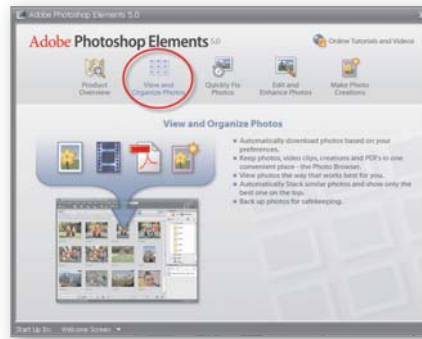 Adobe Photoshop Elements 5.0
Adobe Photoshop Elements 5.0
Online Tutorials and Videos
Product
Overview
View and
Organize Photos
Quickly Fix
Photos
Edit and
Enhance Photos
Make Photo
Creations
View and Organize Photos
Automatically download photos based on your
preferences.
Keep photos, video clips, creations and PDFs in one
convenient place - the Photo Browser.
View photos the way that works best for you.
Automatically Stack similar photos and show only the
best one on the top.
Back up photos for safekeeping.
Start Up In: Welcome Screen